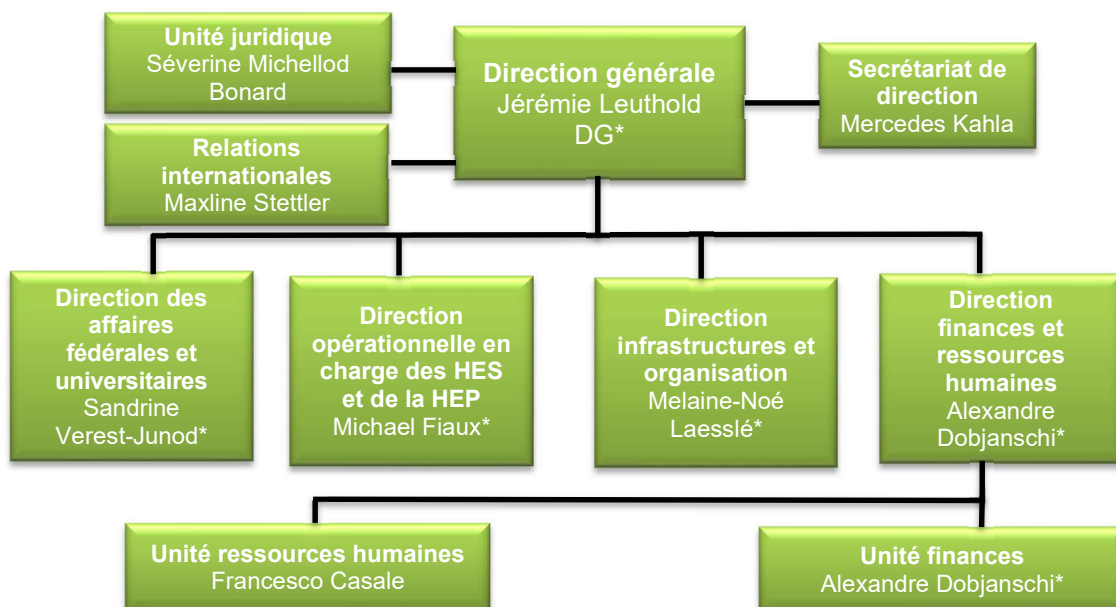 Unité juridique
Séverine Michellod
Bonard
Direction générale
Jérémie Leuthold
DG*
Secrétariat de
direction
Mercedes Kahla
Relations
internationales
Maxline Stettler
Direction des
affaires
fédérales et
universitaires
Sandrine
Verest-Junod*
Direction
opérationnelle en
charge des HES
et de la HEP
Michael Fiaux*
Direction
infrastructures et
organisation
Melaine-Noé
Laesslé*
Direction
finances et
ressources
humaines
Alexandre
Dobjanschi*
Unité ressources humaines
Francesco Casale
Unité finances
Alexandre Dobjanschi*